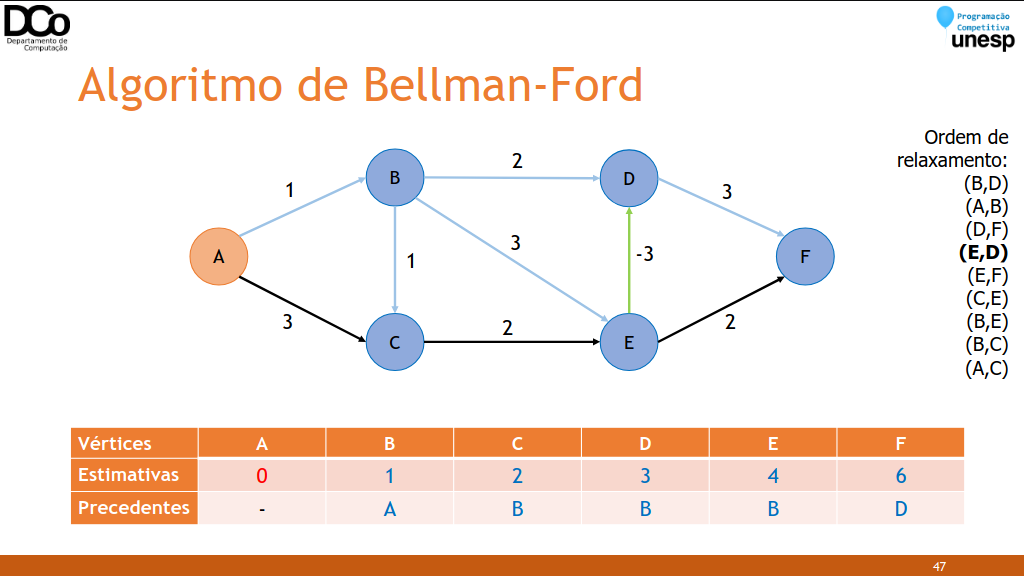 DCo
Departamento de
Computação
Programação
Competitiva
unesp
Algoritmo de Bellman-Ford
Ordem de
relaxamento:
(B,D)
(A,B)
(D,F)
(E,D)
(E,F)
(C,E)
(B,E)
(B,C)
(A,C)
B
2
D
1
3
3
A
1
-3
F
3
2
2
C
E
Vértices A B C D E F
Estimativas 0 1 2 3 4 6
Precedentes - A B B B D
47